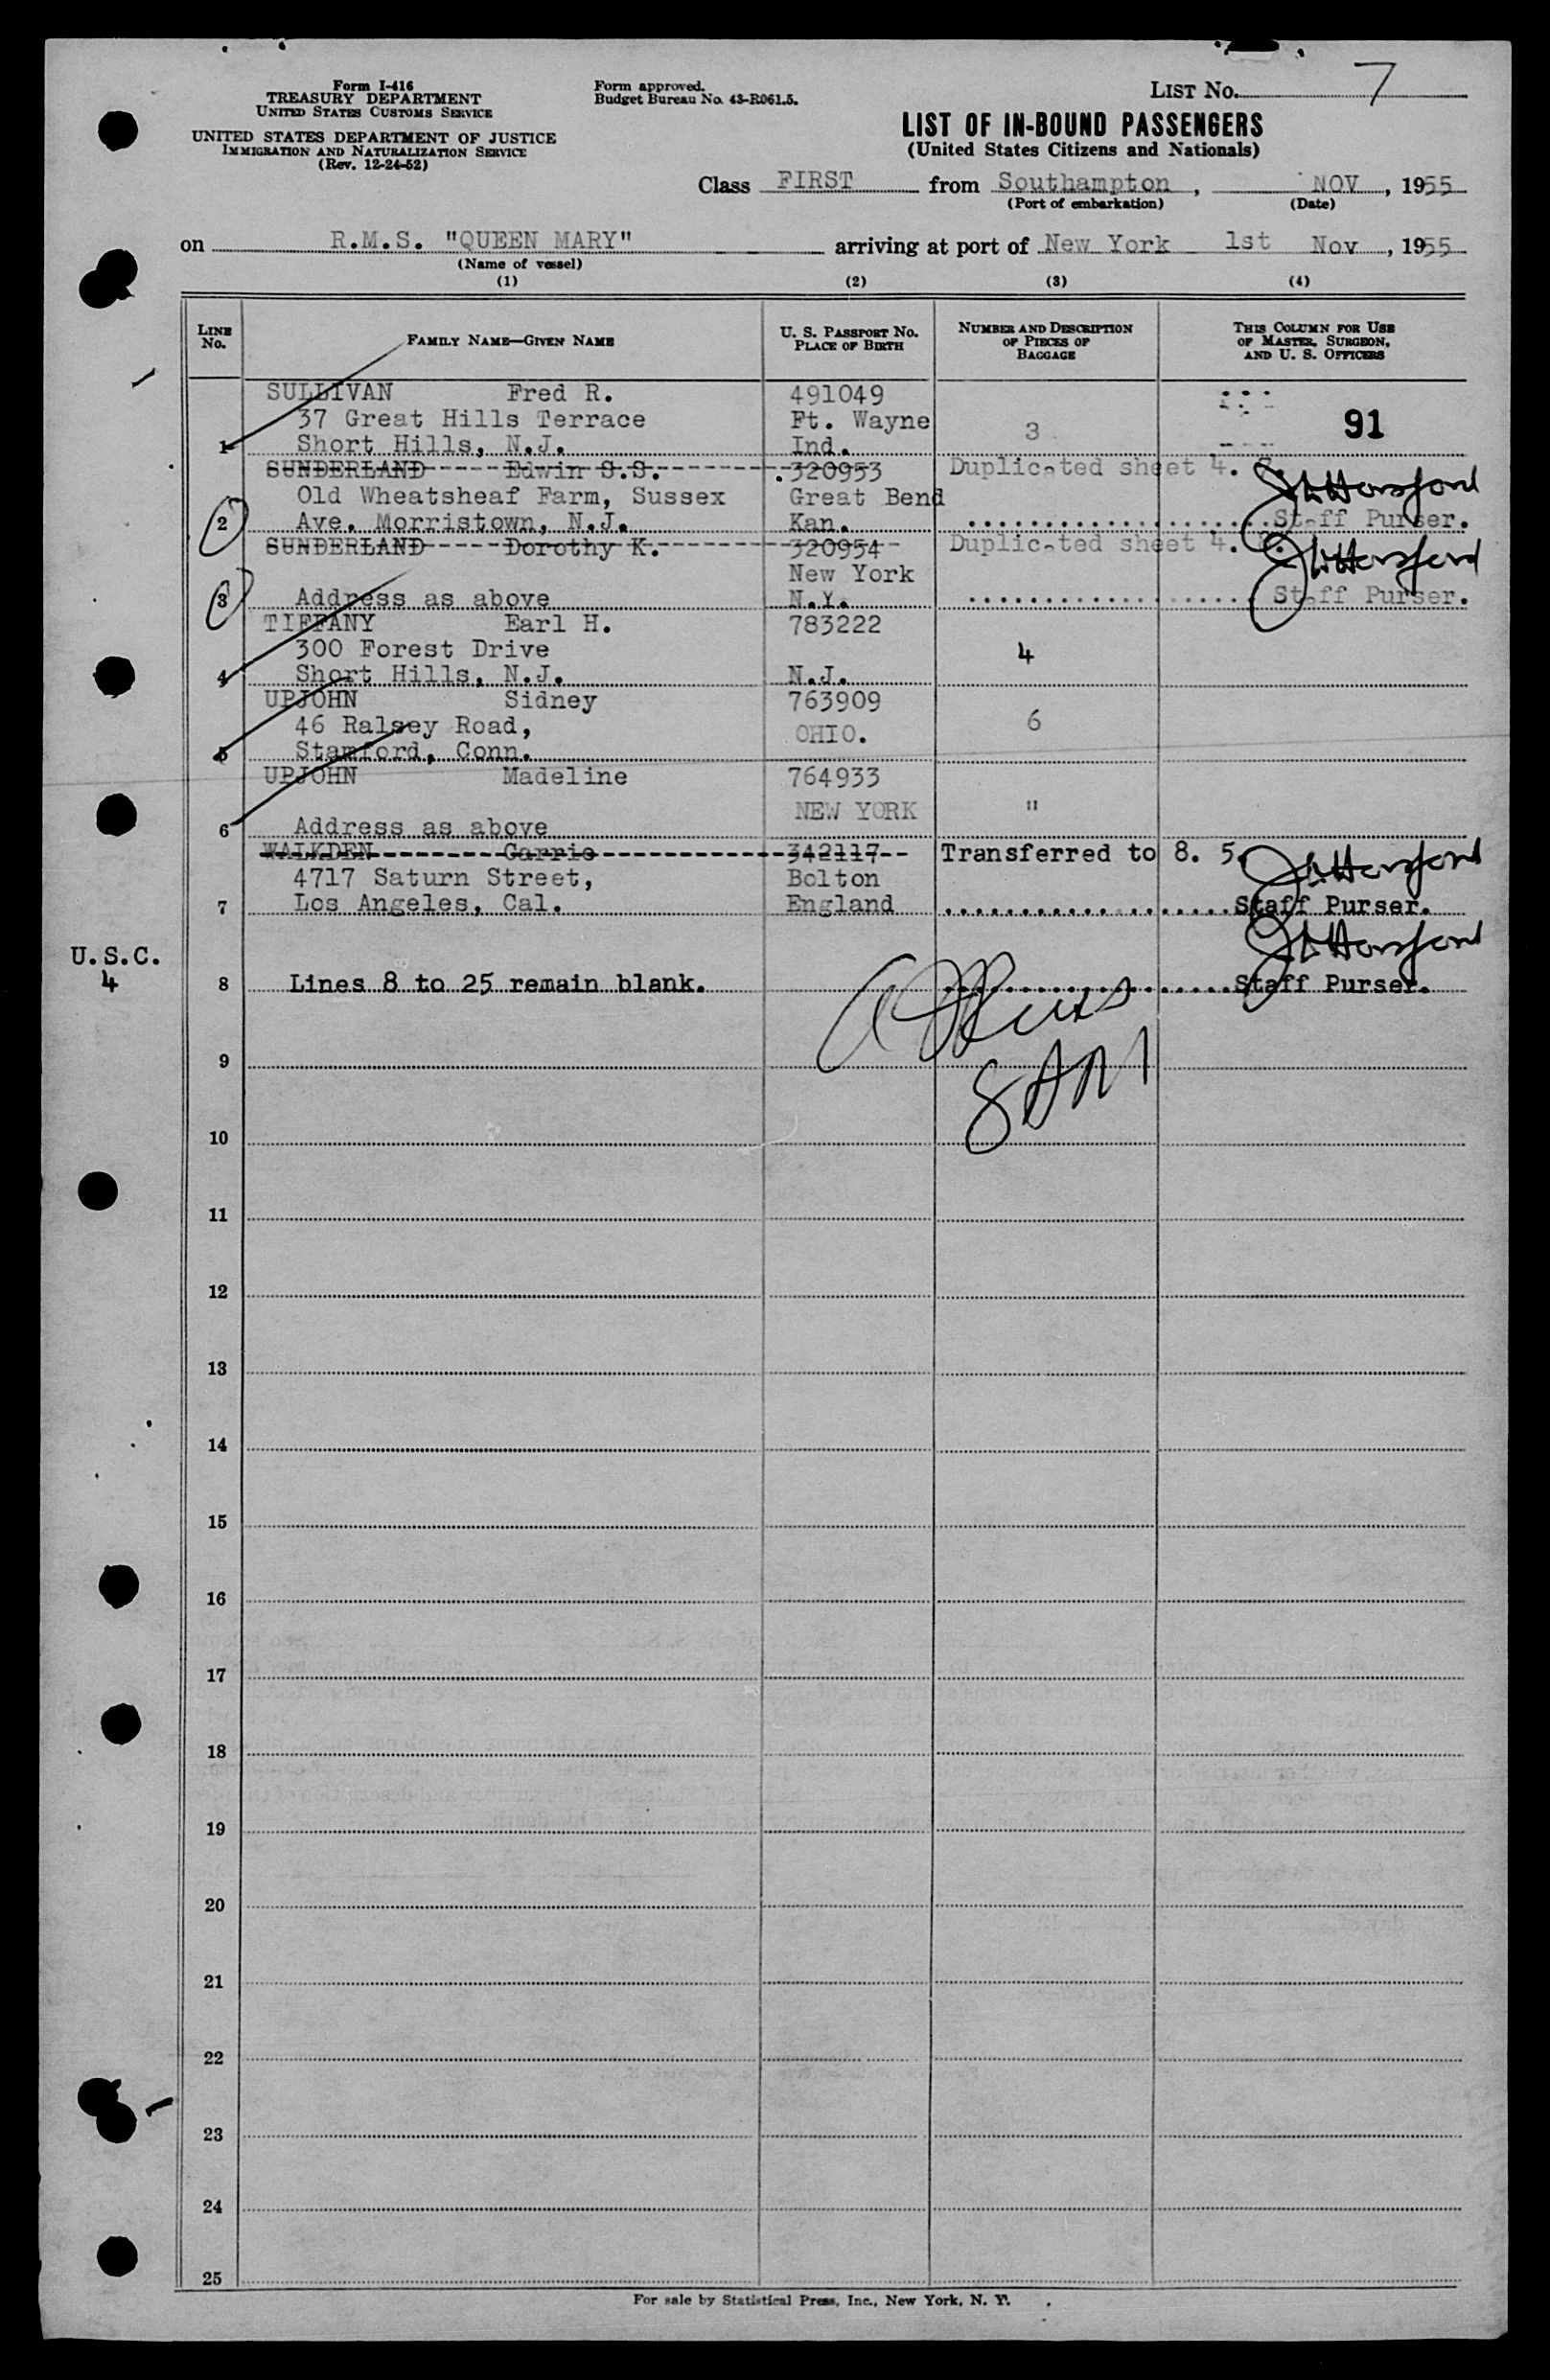 Form I-416
TREASURY DEPARTMENT
UNITED STATES CUSTOMS SERVICE
UNITED STATES DEPARTMENT OF JUSTICE
IMMIGRATION AND NATURALIZATION SERVICE
(Rev. 12-24-52)
Form approved.
Budget Bureau No. 43-R061.5.
LIST No. 7
LIST OF IN-BOUND PASSENGERS
(United States Citizens and Nationals)
Class FIRST from Southampton, NOV, 1955
(Port of embarkation) (Date)
on R.M.S. "QUEEN MARY" arriving at port of New York 1st Nov, 1955
(Name of vessel)
(1) (2) (3) (4)
LINE No. FAMILY NAME—GIVEN NAME U. S. PASSPORT NO. PLACE OF BIRTH NUMBER AND DESCRIPTION OF PIECES OF BAGGAGE THIS COLUMN FOR USE OF MASTER, SURGEON, AND U. S. OFFICERS
SULLIVAN Fred R. 491049
37 Great Hills Terrace Ft. Wayne 3 91
1 Short Hills, N.J. Ind.
SUNDERLAND Edwin S.S. 320953 Duplicated sheet 4.
Old Wheatsheaf Farm, Sussex Great Bend
2 Ave. Morristown, N.J. Kan. Staff Purser.
SUNDERLAND Dorothy K. 320954 Duplicated sheet 4.
New York
3 Address as above N.Y. Staff Purser.
TIFFANY Earl H. 783222
300 Forest Drive 4
4 Short Hills, N.J. N.J.
UPJOHN Sidney 763909
46 Ralsey Road, OHIO. 6
5 Stamford, Conn.
UPJOHN Madeline 764933
NEW YORK "
6 Address as above
WALKDEN Carrie 342117 Transferred to 8. 5.
4717 Saturn Street, Bolton
7 Los Angeles, Cal. England Staff Purser.
U.S.C.
4
8 Lines 8 to 25 remain blank. Staff Purser.
9
10
11
12
13
14
15
16
17
18
19
20
21
22
23
24
25
For sale by Statistical Press, Inc., New York, N. Y.